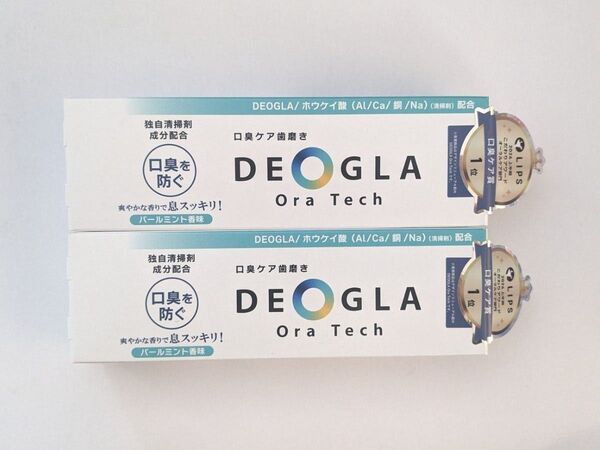 DEOGLA/ホウケイ酸（Al/Ca/銅/Na）(清掃剤)配合
独自清掃剤
成分配合
口臭
を防ぐ
爽やかな香りで息スッキリ！
パールミント香味
口臭ケア歯磨き
DEOGLA
Ora Tech
LIPS
口臭ケア賞
1位
DEOGLA/ホウケイ酸（Al/Ca/銅/Na）(清掃剤)配合
独自清掃剤
成分配合
口臭
を防ぐ
爽やかな香りで息スッキリ！
パールミント香味
口臭ケア歯磨き
DEOGLA
Ora Tech
LIPS
口臭ケア賞
1位